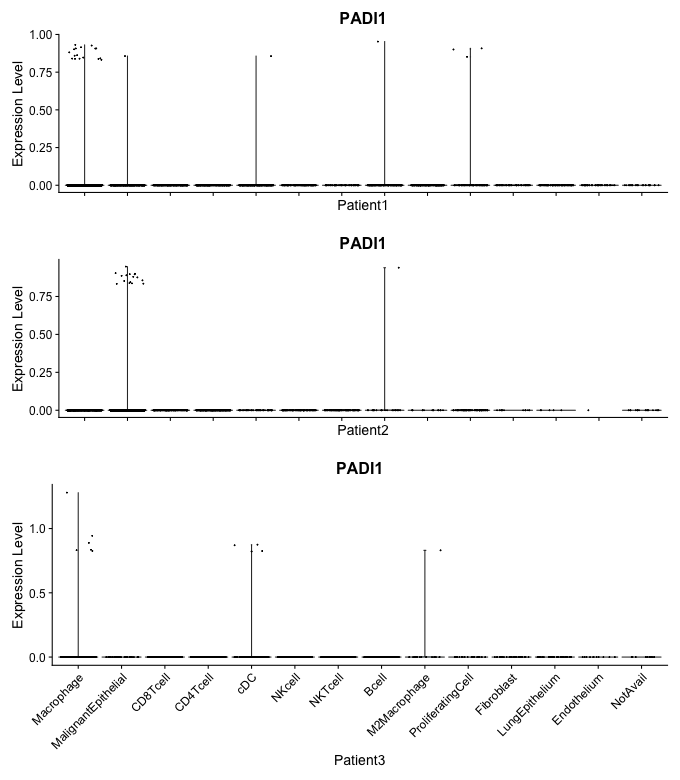 PADI1
Expression Level
1.00
0.75
0.50
0.25
0.00
Patient1
PADI1
Expression Level
0.75
0.50
0.25
0.00
Patient2
PADI1
Expression Level
1.0
0.5
0.0
Macrophage
MalignantEpithelial
CD8Tcell
CD4Tcell
cDC
NKcell
NKTcell
Bcell
M2Macrophage
ProliferatingCell
Fibroblast
LungEpithelium
Endothelium
NotAvail
Patient3